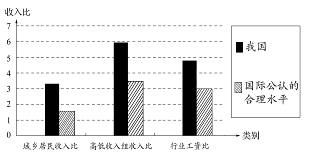 收入比
7
6
5
4
3
2
1
0
城乡居民收入比
高低收入组收入比
行业工资比
类别
我国
国际公认的
合理水平